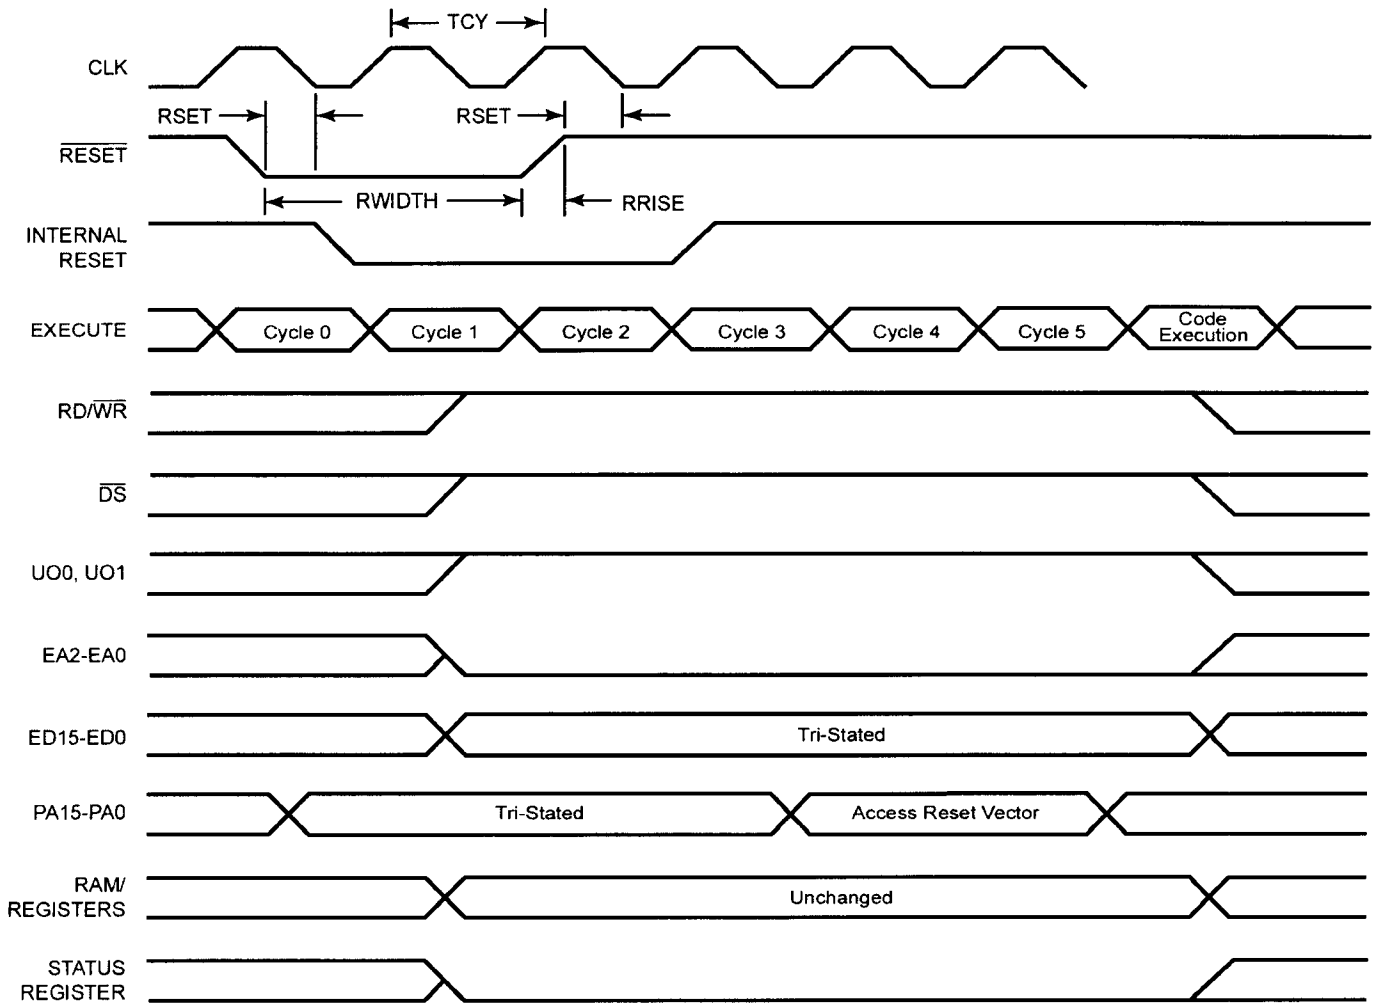 TCY
CLK
RSET
RSET
RESET
RWIDTH
RRISE
INTERNAL
RESET
EXECUTE
Cycle 0
Cycle 1
Cycle 2
Cycle 3
Cycle 4
Cycle 5
Code
Execution
RD/WR
DS
UO0, UO1
EA2-EA0
ED15-ED0
Tri-Stated
PA15-PA0
Tri-Stated
Access Reset Vector
RAM/
REGISTERS
Unchanged
STATUS
REGISTER